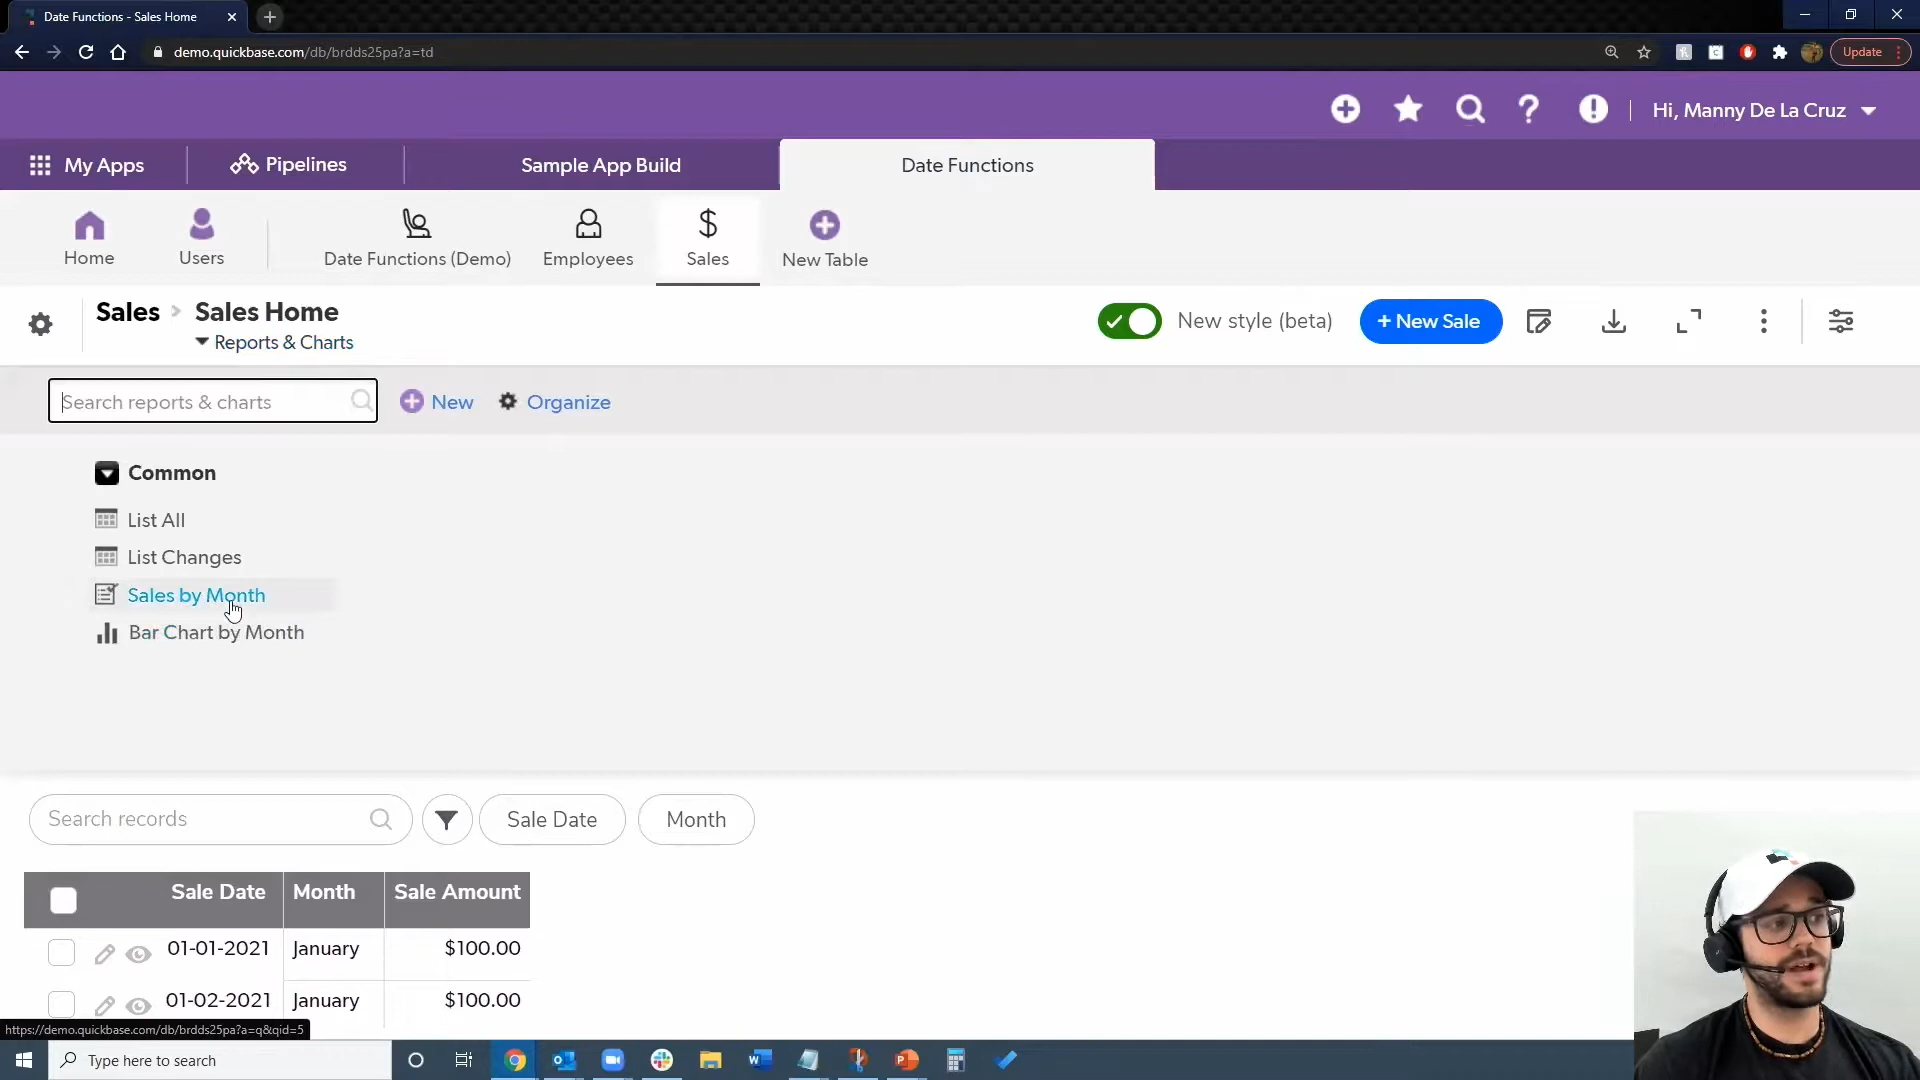 Date Functions - Sales Home
demo.quickbase.com/db/brdds25pa?a=td
Update
Hi, Manny De La Cruz
My Apps
Pipelines
Sample App Build
Date Functions
Home
Users
Date Functions (Demo)
Employees
Sales
New Table
Sales > Sales Home
Reports & Charts
New style (beta)
+ New Sale
Search reports & charts
New
Organize
Common
List All
List Changes
Sales by Month
Bar Chart by Month
Search records
Sale Date
Month
Sale Date Month Sale Amount
01-01-2021 January $100.00
01-02-2021 January $100.00
https://demo.quickbase.com/db/brdds25pa?a=q&qid=5
Type here to search